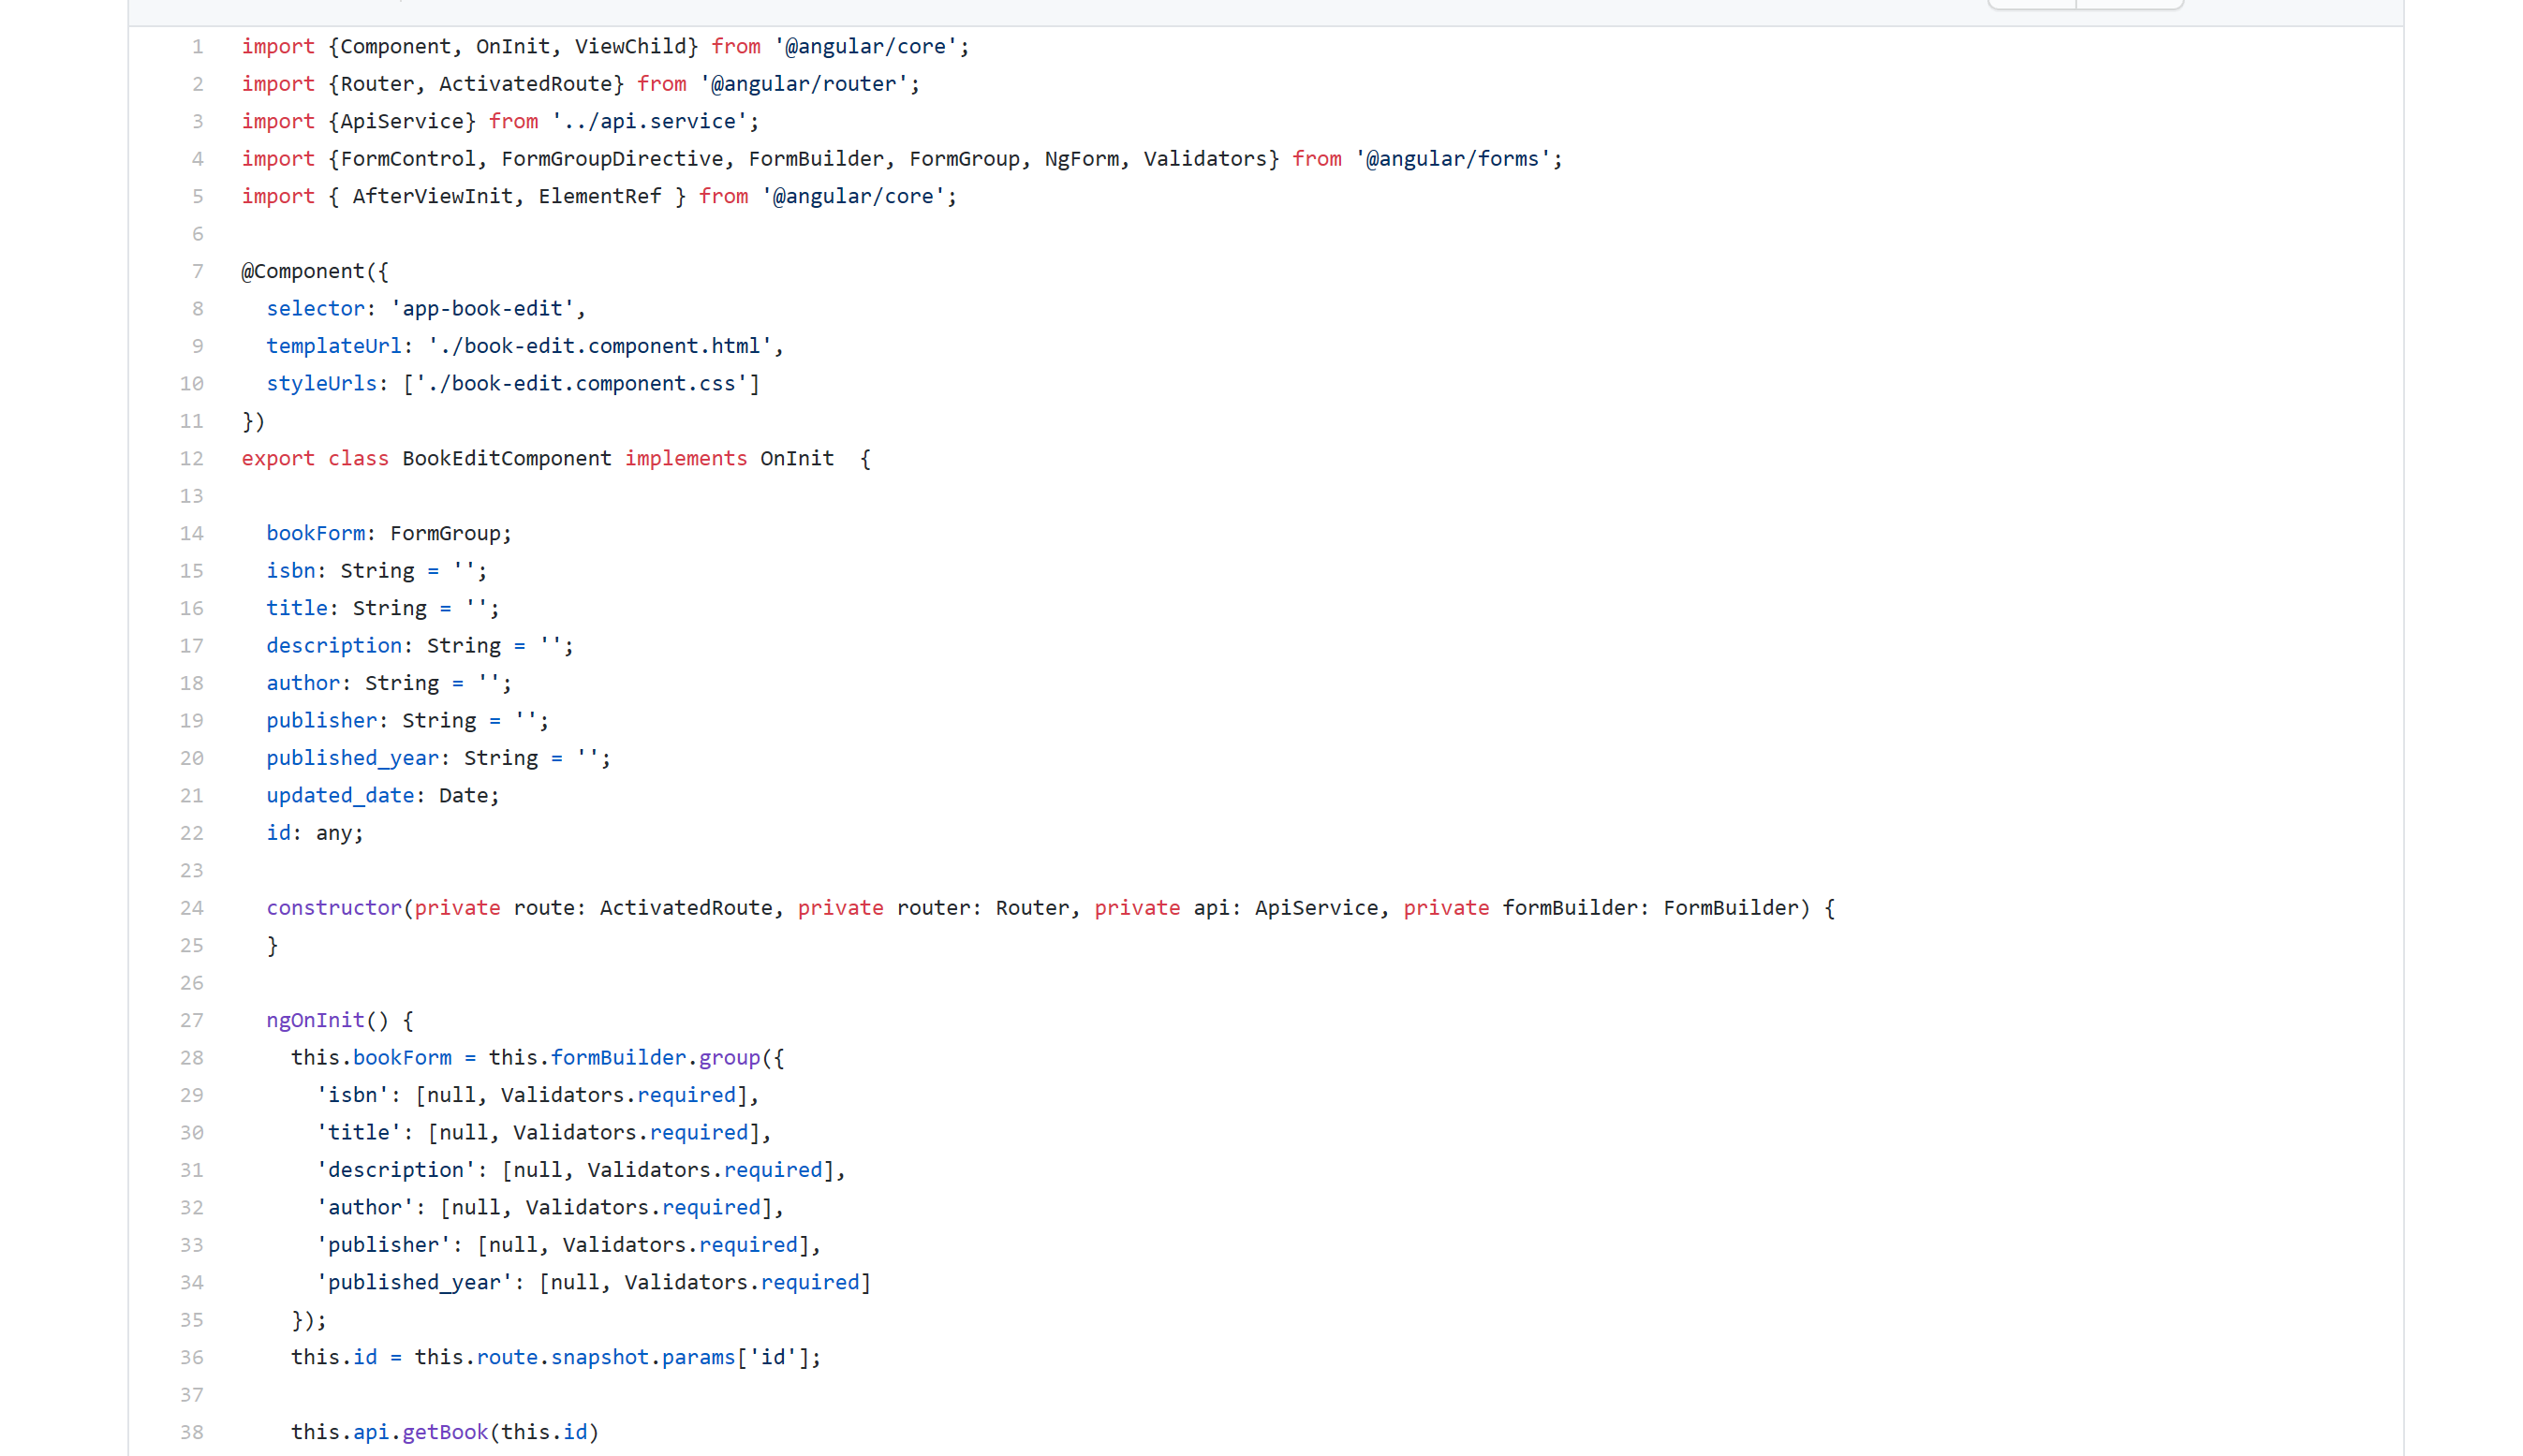 1 import {Component, OnInit, ViewChild} from '@angular/core';
2 import {Router, ActivatedRoute} from '@angular/router';
3 import {ApiService} from '../api.service';
4 import {FormControl, FormGroupDirective, FormBuilder, FormGroup, NgForm, Validators} from '@angular/forms';
5 import { AfterViewInit, ElementRef } from '@angular/core';
6
7 @Component({
8   selector: 'app-book-edit',
9   templateUrl: './book-edit.component.html',
10   styleUrls: ['./book-edit.component.css']
11 })
12 export class BookEditComponent implements OnInit  {
13
14   bookForm: FormGroup;
15   isbn: String = '';
16   title: String = '';
17   description: String = '';
18   author: String = '';
19   publisher: String = '';
20   published_year: String = '';
21   updated_date: Date;
22   id: any;
23
24   constructor(private route: ActivatedRoute, private router: Router, private api: ApiService, private formBuilder: FormBuilder) {
25   }
26
27   ngOnInit() {
28     this.bookForm = this.formBuilder.group({
29       'isbn': [null, Validators.required],
30       'title': [null, Validators.required],
31       'description': [null, Validators.required],
32       'author': [null, Validators.required],
33       'publisher': [null, Validators.required],
34       'published_year': [null, Validators.required]
35     });
36     this.id = this.route.snapshot.params['id'];
37
38     this.api.getBook(this.id)